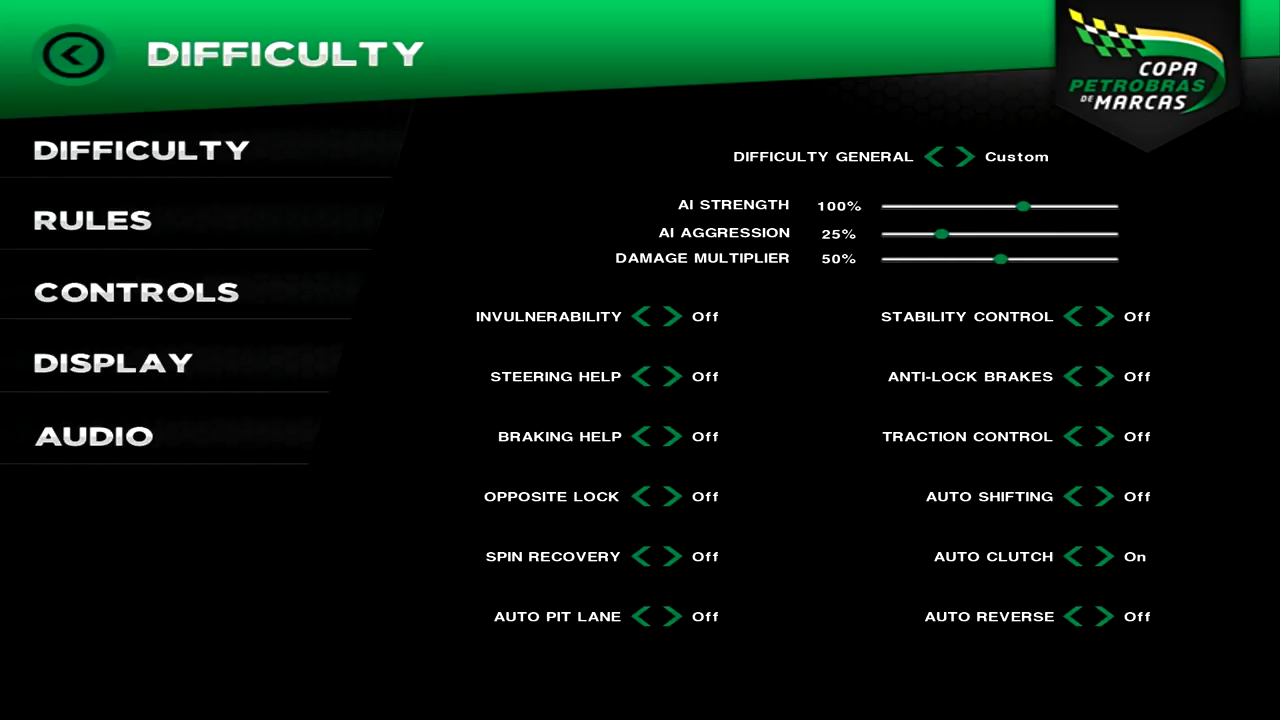 DIFFICULTY
COPA
PETROBRAS
DE MARCAS
DIFFICULTY
RULES
CONTROLS
DISPLAY
AUDIO
DIFFICULTY GENERAL Custom
AI STRENGTH 100%
AI AGGRESSION 25%
DAMAGE MULTIPLIER 50%
INVULNERABILITY Off STABILITY CONTROL Off
STEERING HELP Off ANTI-LOCK BRAKES Off
BRAKING HELP Off TRACTION CONTROL Off
OPPOSITE LOCK Off AUTO SHIFTING Off
SPIN RECOVERY Off AUTO CLUTCH On
AUTO PIT LANE Off AUTO REVERSE Off